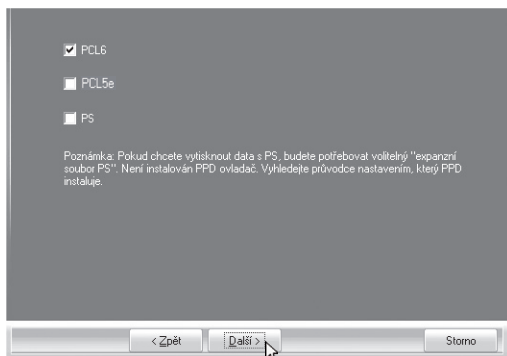 PCL6
PCL5e
PS
Poznámka: Pokud chcete vytisknout data s PS, budete potřebovat volitelný "expanzní
soubor PS". Není instalován PPD ovladač. Vyhledejte průvodce nastavením, který PPD
instaluje.
< Zpět
Další >
Storno